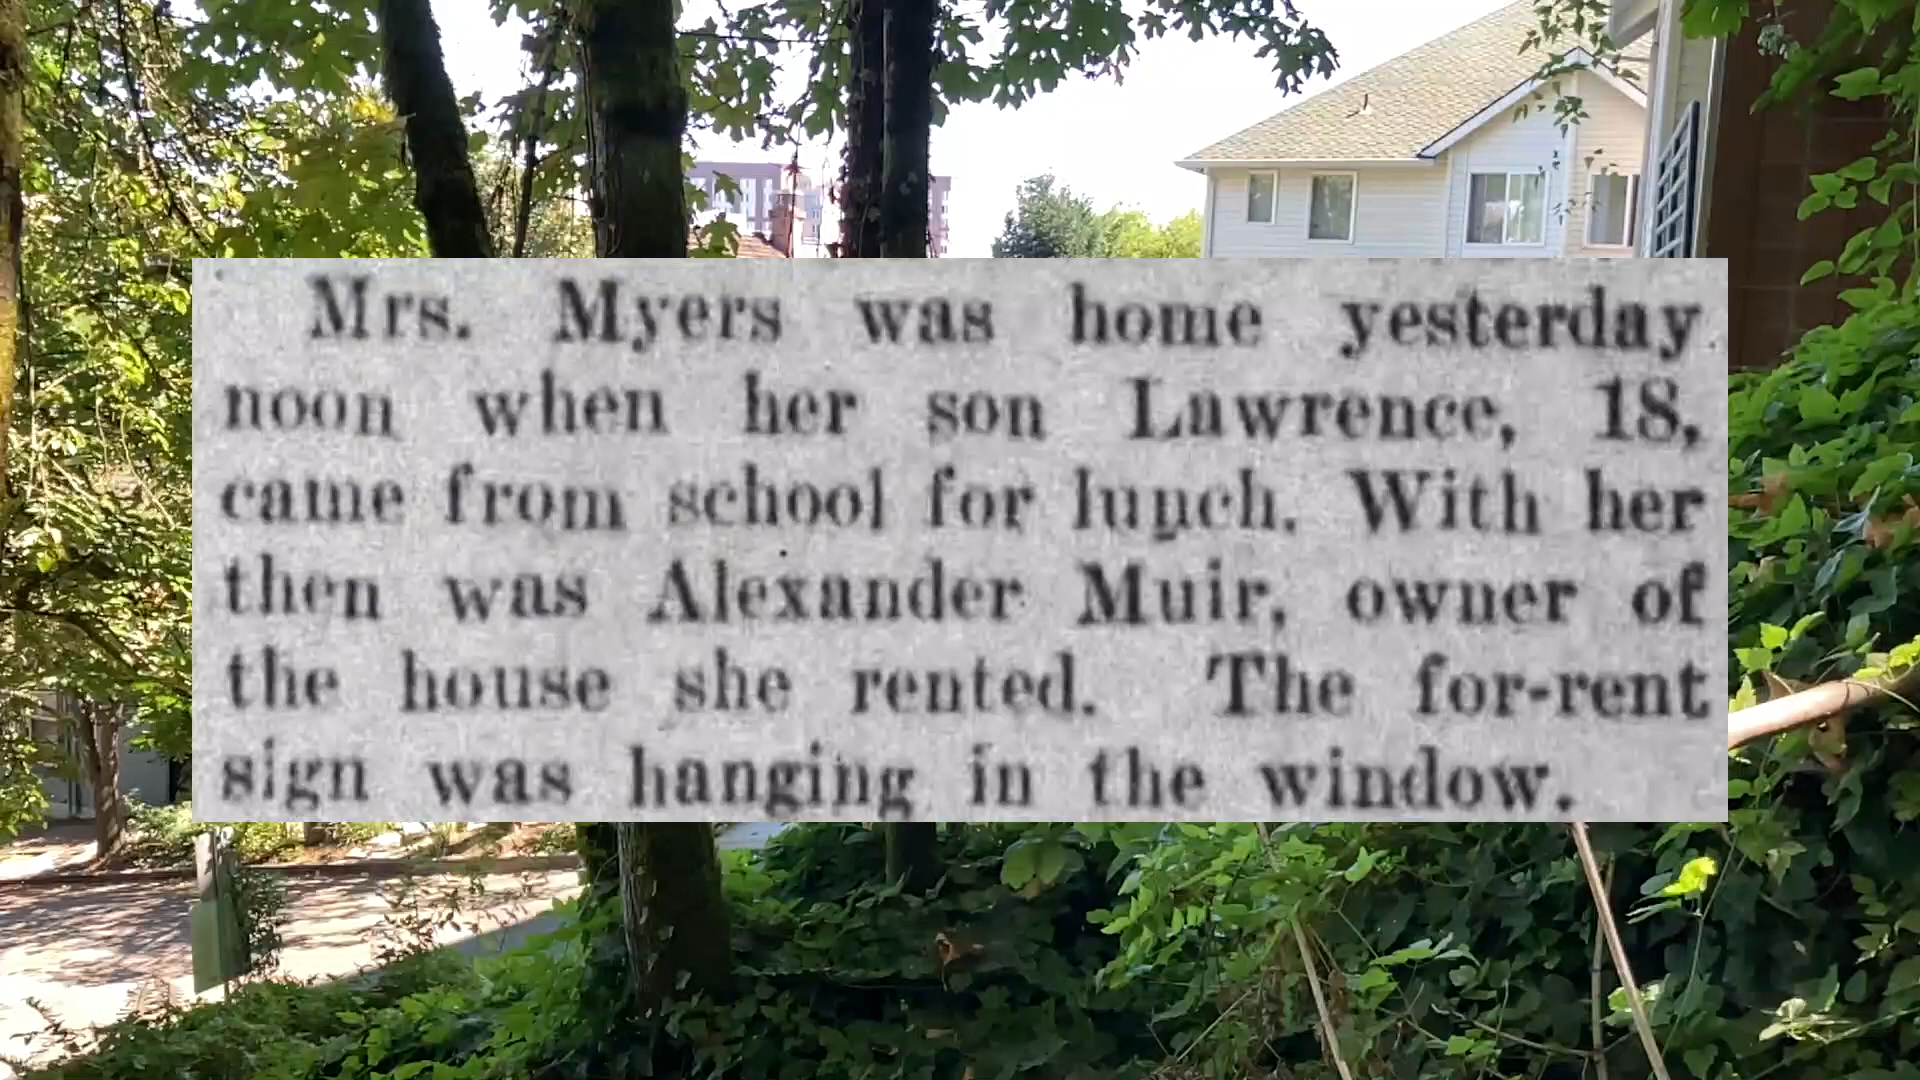 Mrs. Myers was home yesterday
noon when her son Lawrence, 18,
came from school for lunch. With her
then was Alexander Muir, owner of
the house she rented. The for-rent
sign was hanging in the window.